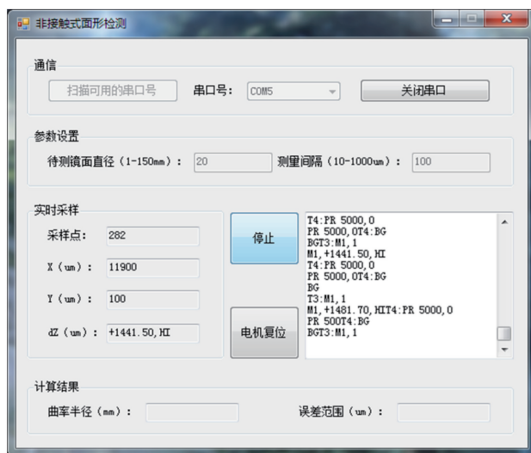 非接触式面形检测
通信
扫描可用的串口号 串口号： COM5 关闭串口
参数设置
待测镜面直径（1-150mm）： 20 测量间隔（10-1000um）： 100
实时采样
采样点： 282
X（um）： 11900
Y（um）： 100
dZ（um）： +1441.50,HI
停止
电机复位
T4:PR 5000,0
PR 5000,0T4:BG
BGT3:M1,1
M1,+1441.50,HI
T4:PR 5000,0
PR 5000,0T4:BG
BG
T3:M1,1
M1,+1481.70,HIT4:PR 5000,0
PR 500T4:BG
BGT3:M1,1
计算结果
曲率半径（mm）： 误差范围（um）：